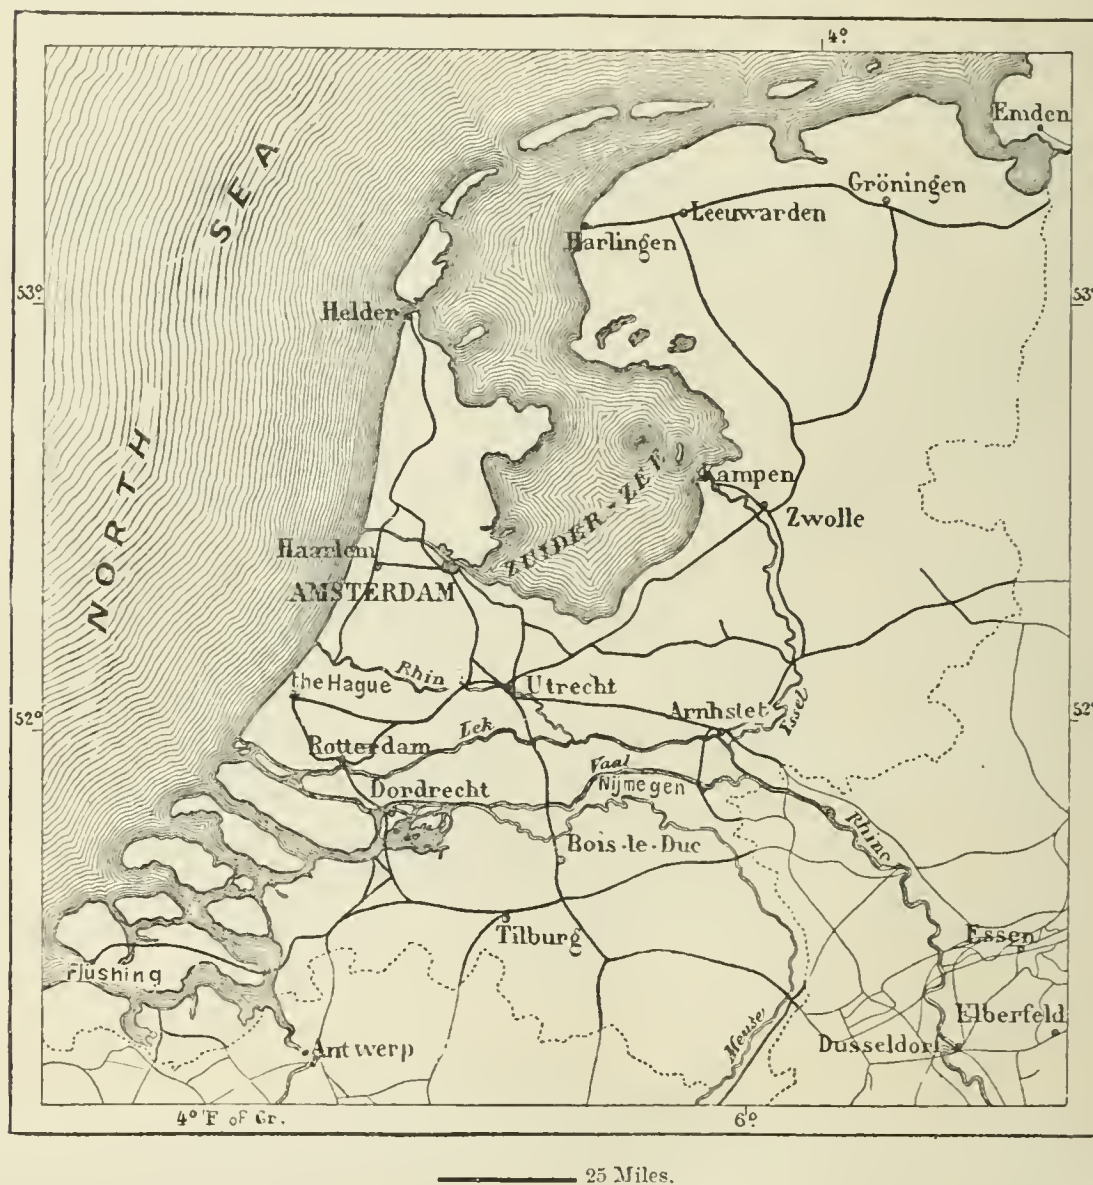 4°
Emden
Gröningen
Leeuwarden
Harlingen
NORTH SEA
53°
53°
Helder
ZUIDER-ZEE
Kampen
Zwolle
Haarlem
AMSTERDAM
Rhin
the Hague
Utrecht
52°
52°
Arnhstet
Yssel
Lek
Rotterdam
Vaal
Nijmegen
Dordrecht
Rhine
Bois-le-Duc
Tilburg
Essen
Flushing
Elberfeld
Meuse
Dusseldorf
Antwerp
4° E of Gr.
6°
25 Miles.